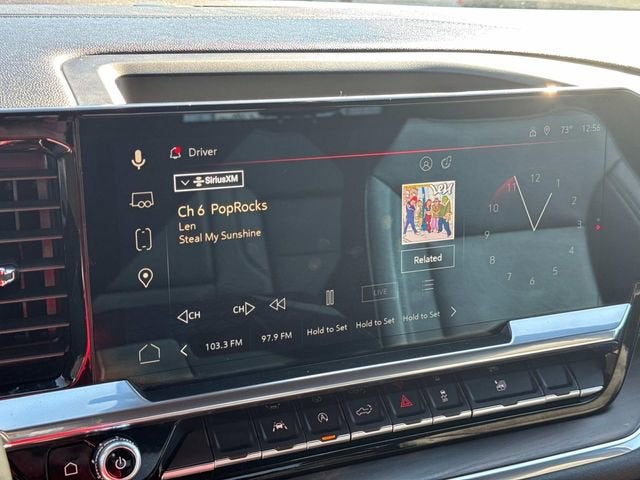 Driver
73° 12:56
SiriusXM
Ch 6 PopRocks
Len
Steal My Sunshine
LEN
Related
12
1
2
3
4
5
6
7
8
9
10
11
CH
CH
LIVE
103.3 FM
97.9 FM
Hold to Set
Hold to Set
Hold to Set